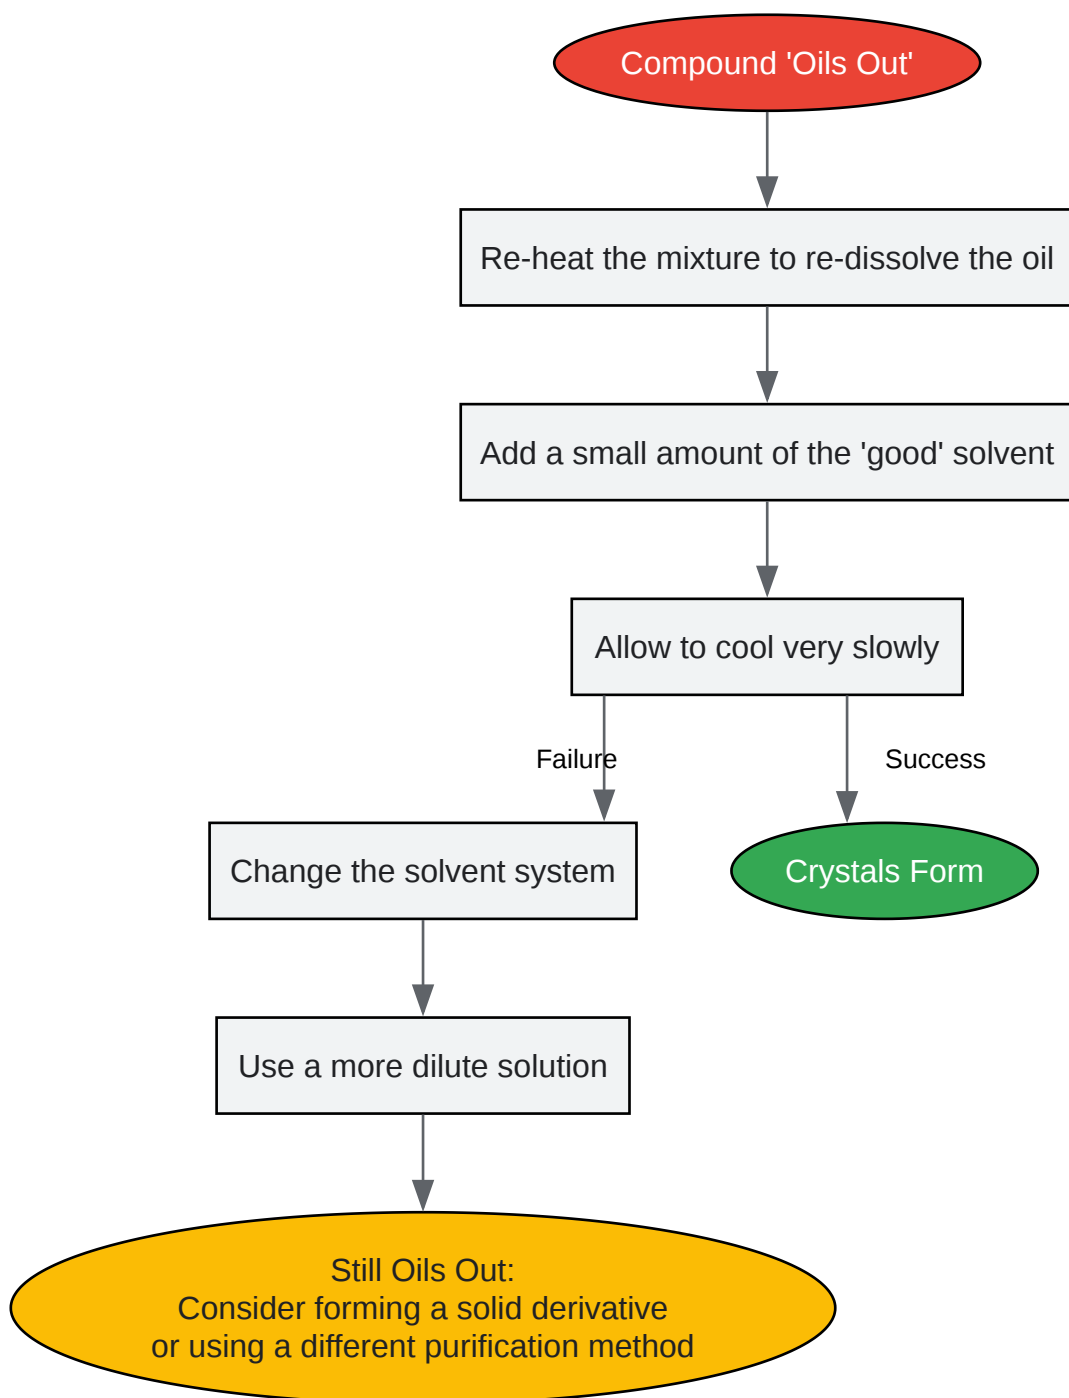 Compound 'Oils Out'
Re-heat the mixture to re-dissolve the oil
Add a small amount of the 'good' solvent
Allow to cool very slowly
Failure
Success
Change the solvent system
Crystals Form
Use a more dilute solution
Still Oils Out:
Consider forming a solid derivative
or using a different purification method